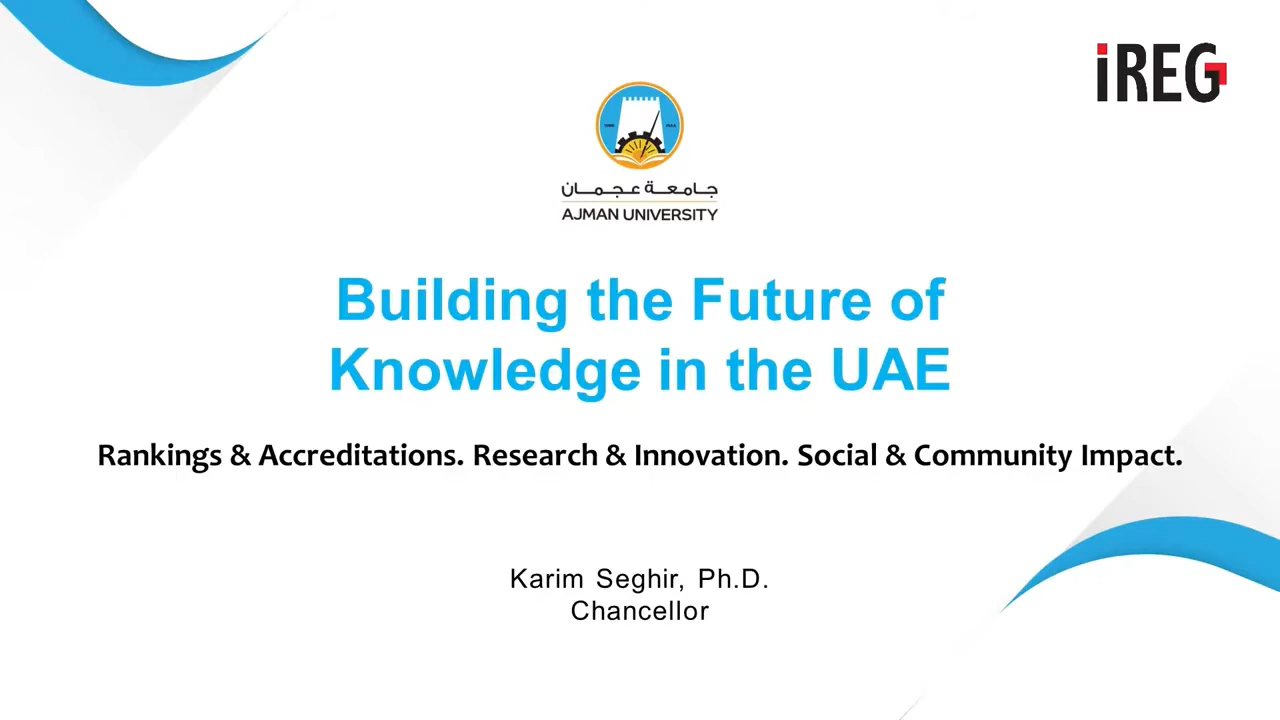 iREG
جامعة عجمان
AJMAN UNIVERSITY
Building the Future of
Knowledge in the UAE
Rankings & Accreditations. Research & Innovation. Social & Community Impact.
Karim Seghir, Ph.D.
Chancellor